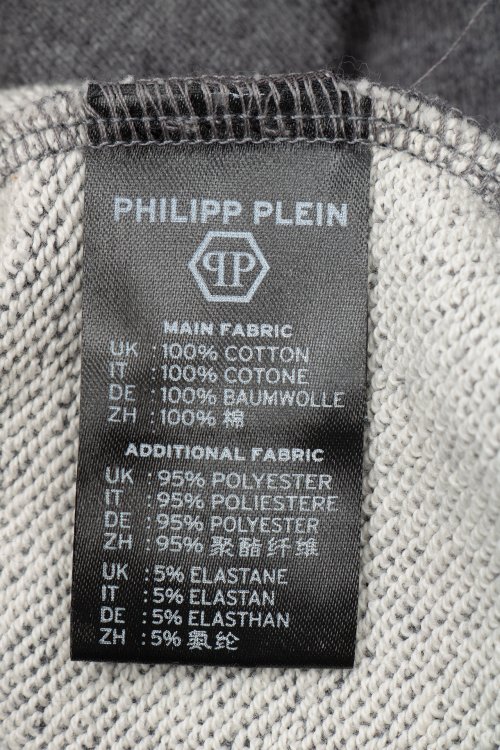 PHILIPP PLEIN
PP
MAIN FABRIC
UK : 100% COTTON
IT : 100% COTONE
DE : 100% BAUMWOLLE
ZH : 100% 棉
ADDITIONAL FABRIC
UK : 95% POLYESTER
IT : 95% POLIESTERE
DE : 95% POLYESTER
ZH : 95% 聚酯纤维
UK : 5% ELASTANE
IT : 5% ELASTAN
DE : 5% ELASTHAN
ZH : 5% 氨纶